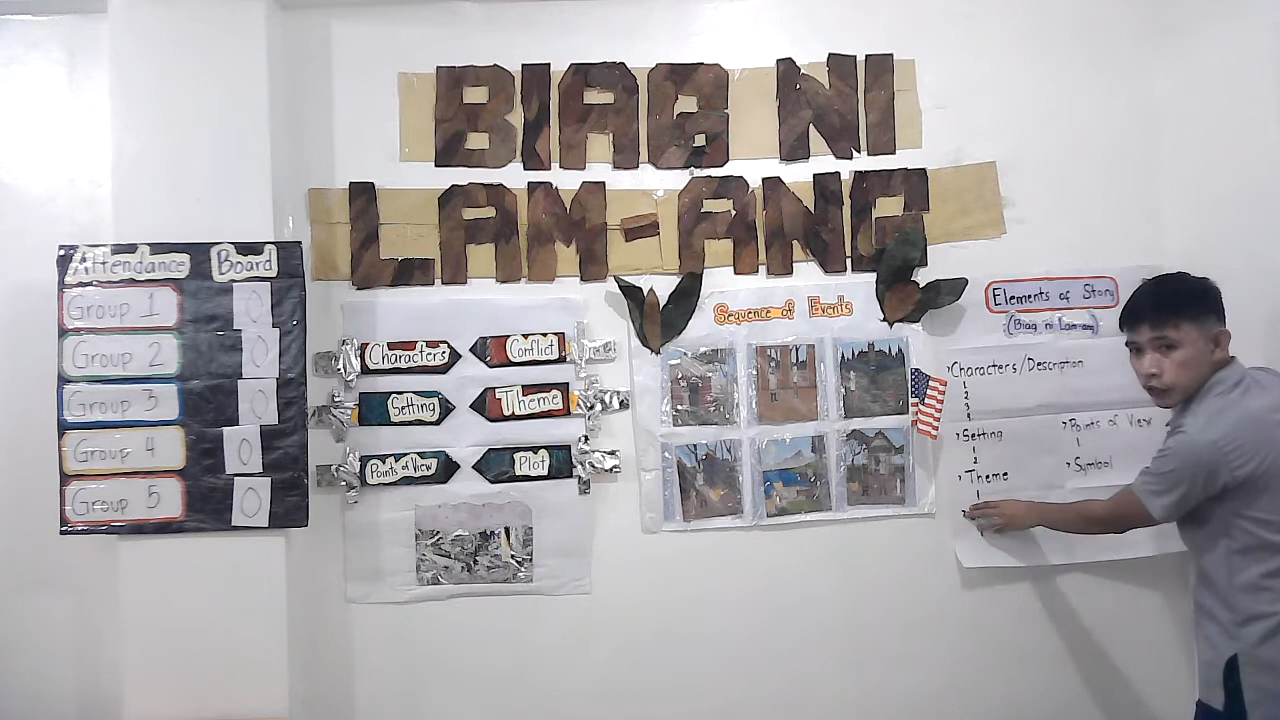 BIAG NI
LAM-ANG
Attendance Board
Group 1 0
Group 2 0
Group 3 0
Group 4 0
Group 5 0
Characters
Conflict
Setting
Theme
Points of View
Plot
Sequence of Events
Elements of Story
(Biag ni Lam-ang)
Characters/Description
1
2
3
4
Setting
1
2
Theme
1
Points of View
1
Symbol